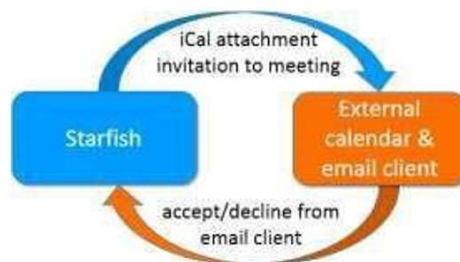 iCal attachment
invitation to meeting
Starfish
External
calendar &
email client
accept/decline from
email client